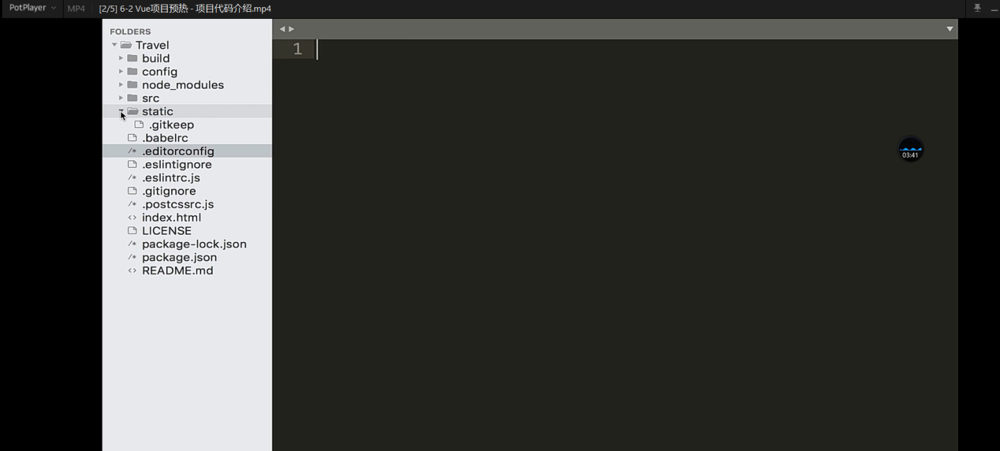 PotPlayer MP4 [2/5] 6-2 Vue项目预热 - 项目代码介绍.mp4
FOLDERS
Travel
build
config
node_modules
src
static
.gitkeep
.babelrc
/* .editorconfig
.eslintignore
/* .eslintrc.js
.gitignore
/* .postcssrc.js
<> index.html
LICENSE
/* package-lock.json
/* package.json
<> README.md
1
03:41